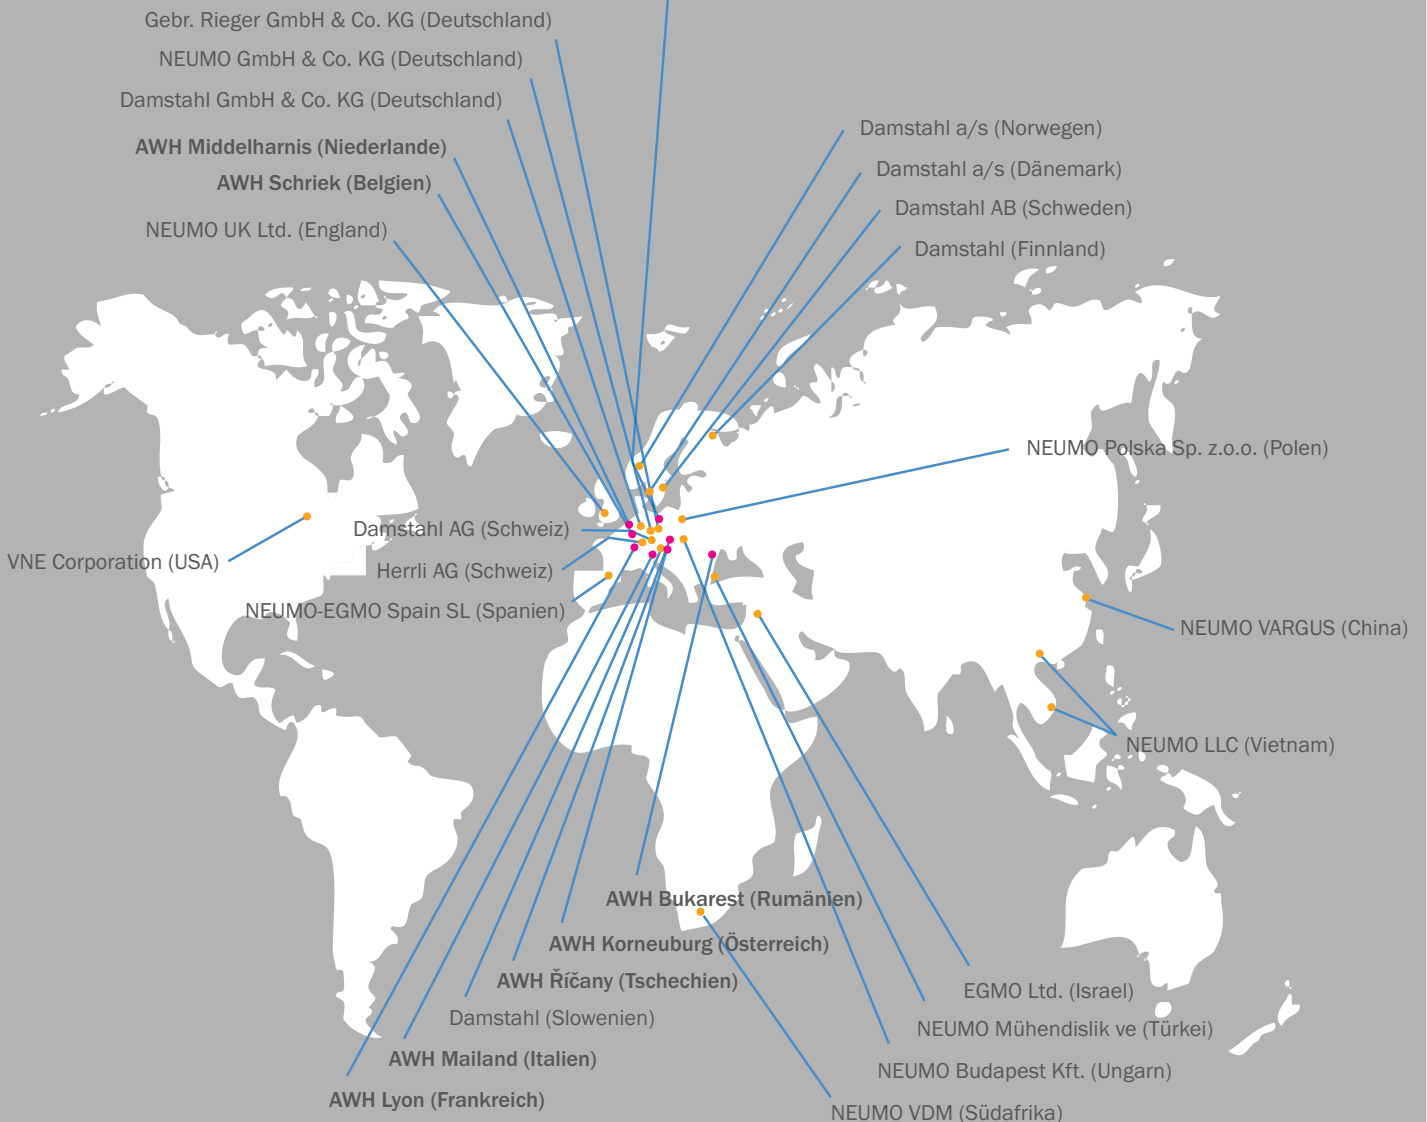 Gebr. Rieger GmbH & Co. KG (Deutschland)
NEUMO GmbH & Co. KG (Deutschland)
Damstahl GmbH & Co. KG (Deutschland)
AWH Middelharnis (Niederlande)
AWH Schriek (Belgien)
NEUMO UK Ltd. (England)
Damstahl a/s (Norwegen)
Damstahl a/s (Dänemark)
Damstahl AB (Schweden)
Damstahl (Finnland)
NEUMO Polska Sp. z.o.o. (Polen)
Damstahl AG (Schweiz)
VNE Corporation (USA)
Herrli AG (Schweiz)
NEUMO-EGMO Spain SL (Spanien)
NEUMO VARGUS (China)
NEUMO LLC (Vietnam)
AWH Bukarest (Rumänien)
AWH Korneuburg (Österreich)
AWH Říčany (Tschechien)
Damstahl (Slowenien)
AWH Mailand (Italien)
AWH Lyon (Frankreich)
EGMO Ltd. (Israel)
NEUMO Mühendislik ve (Türkei)
NEUMO Budapest Kft. (Ungarn)
NEUMO VDM (Südafrika)